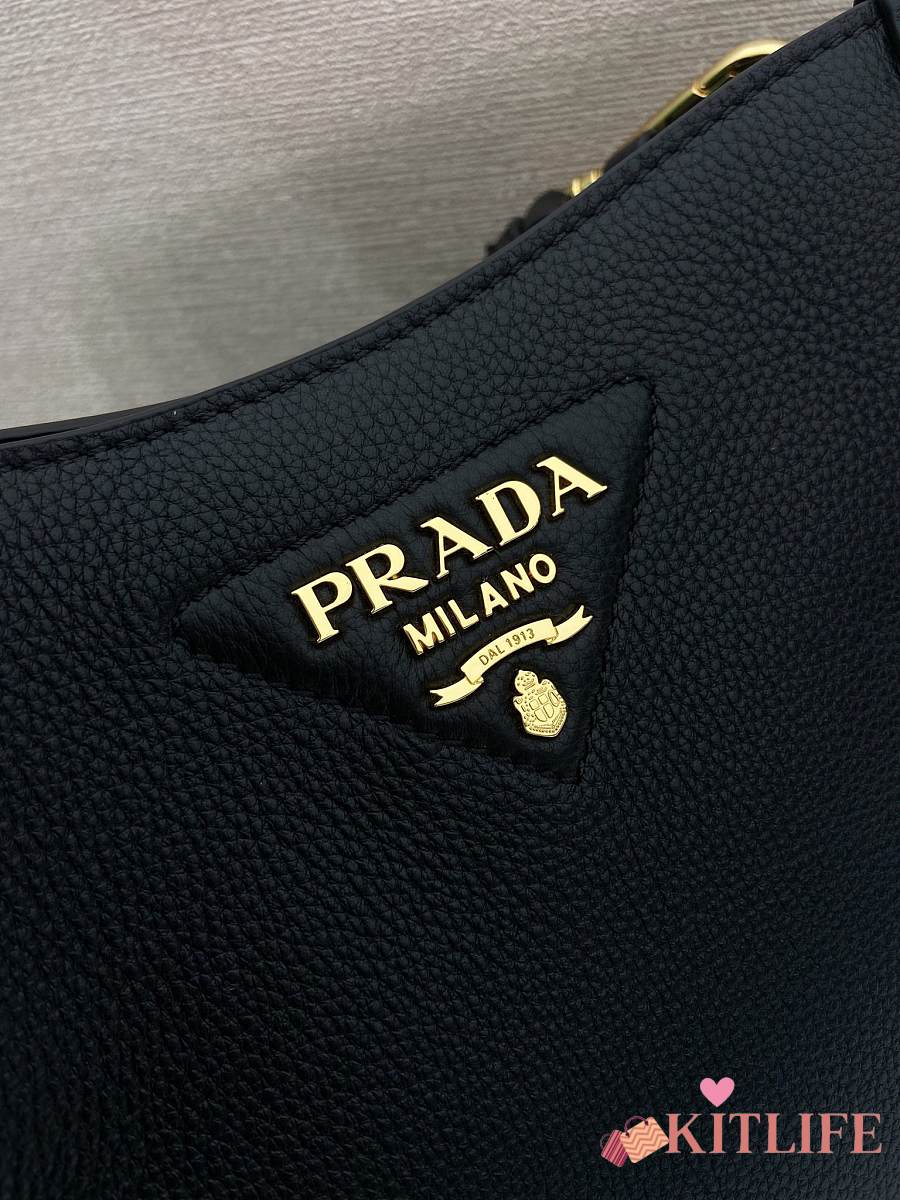 PRADA
MILANO
DAL 1913
KITLIFE